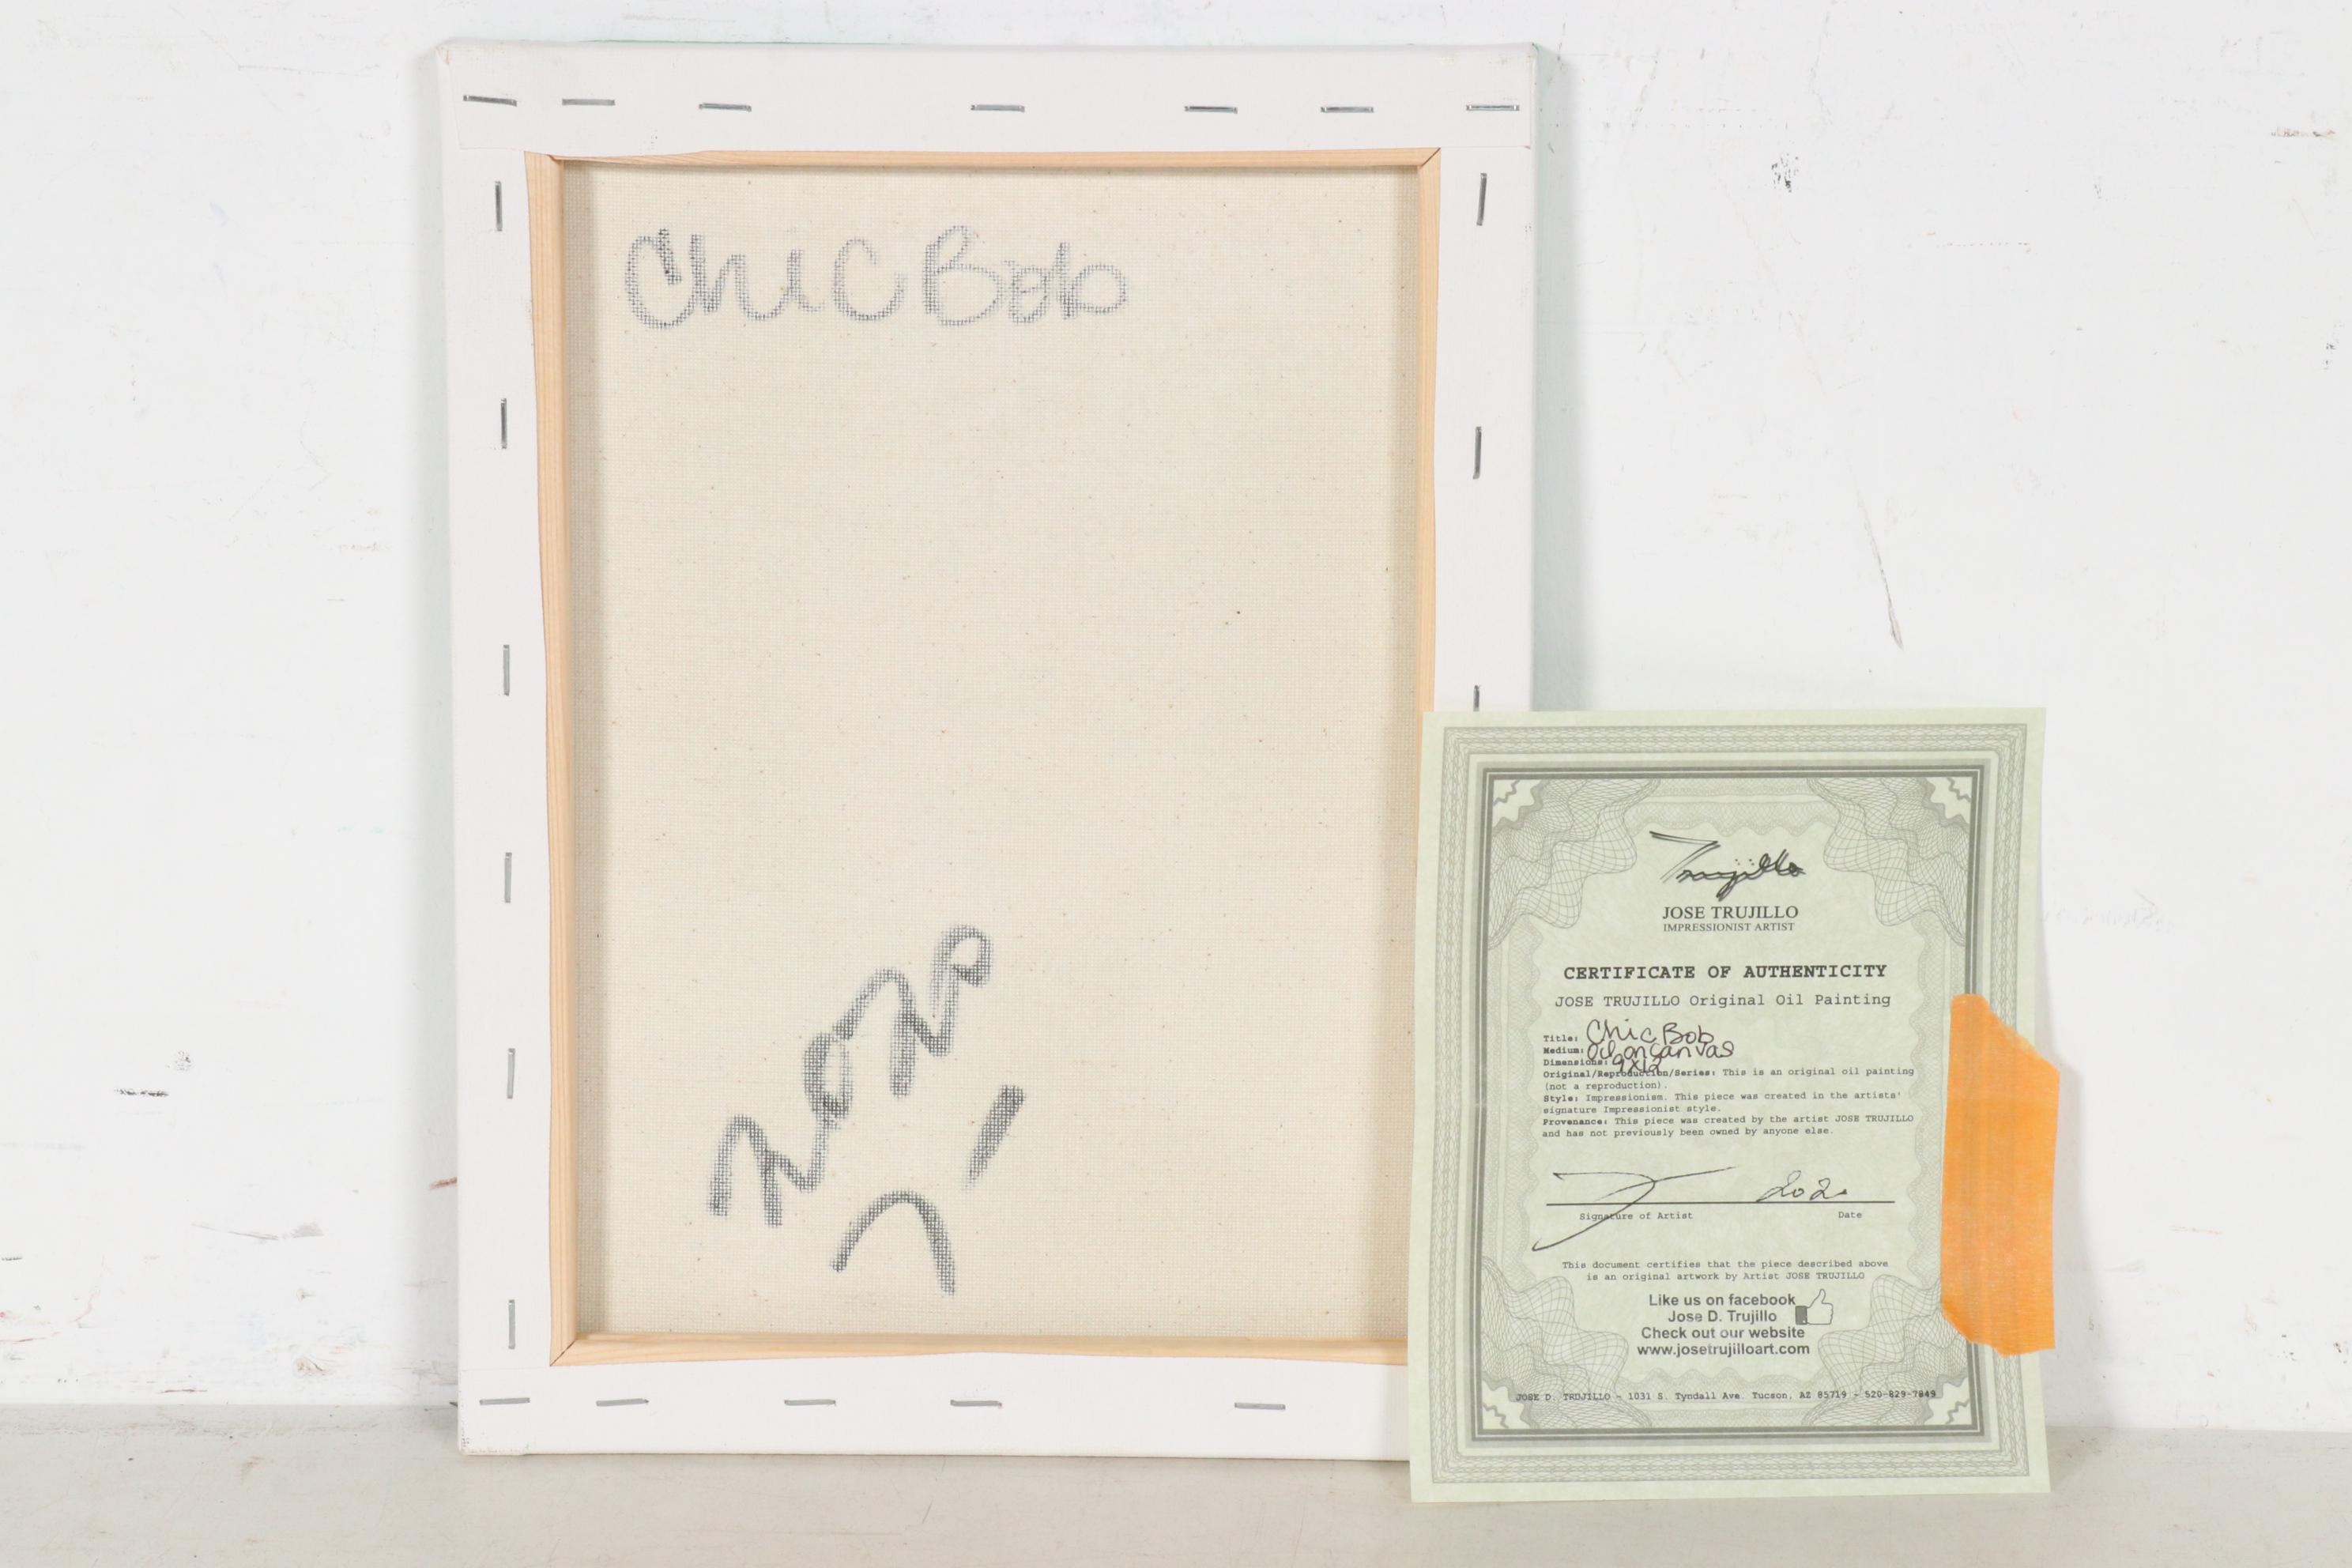 Chic Bob
2020
Trujillo
JOSE TRUJILLO
IMPRESSIONIST ARTIST
CERTIFICATE OF AUTHENTICITY
JOSE TRUJILLO Original Oil Painting
Title: Chic Bob
Medium: Oil on Canvas
Dimensions: 9x12
Original/Reproduction/Series: This is an original oil painting
(not a reproduction).
Style: Impressionism. This piece was created in the artists'
signature Impressionist style.
Provenance: This piece was created by the artist JOSE TRUJILLO
and has not previously been owned by anyone else.
2020
Signature of Artist Date
This document certifies that the piece described above
is an original artwork by Artist JOSE TRUJILLO
Like us on facebook
Jose D. Trujillo
Check out our website
www.josetrujilloart.com
JOSE D. TRUJILLO - 1031 S. Tyndall Ave. Tucson, AZ 85719 - 520-829-7849